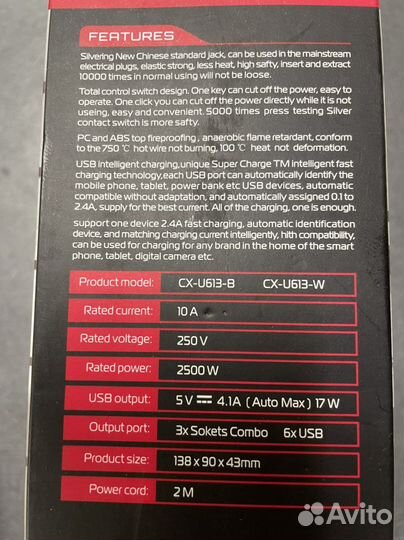 FEATURES
Silvering New Chinese standard jack, can be used in the mainstream
electrical plugs, elastic strong, less heat, high safty, insert and extract
10000 times in normal using will not be loose.
Total control switch design. One key can cut off the power, easy to
operate. One click you can cut off the power directly while it is not
useing, easy and convenient. 5000 times press testing Silver
contact switch is more safty.
PC and ABS top fireproofing , anaerobic flame retardant, conform
to the 750 ℃ hot wire not burning, 100 ℃ heat not deformation.
USB intelligent charging,unique Super Charge TM intelligent fast
charging technology,each USB port can automatically identify the
mobile phone, tablet, power bank etc USB devices, automatic
compatible without adaptation, and automatically assigned 0.1 to
2.4A, supply for the best current. All of the charging, one is enough.
support one device 2.4A fast charging, automatic identification
device, and matching charging current intelligently, hith compatibility,
can be used for charging for any brand in the home of the smart
phone, tablet, digital camera etc.
Product model: CX-U613-B CX-U613-W
Rated current: 10 A
Rated voltage: 250 V
Rated power: 2500 W
USB output: 5 V ⎓ 4.1A ( Auto Max ) 17 W
Output port: 3x Sokets Combo 6x USB
Product size: 138 x 90 x 43mm
Power cord: 2 M
Avito